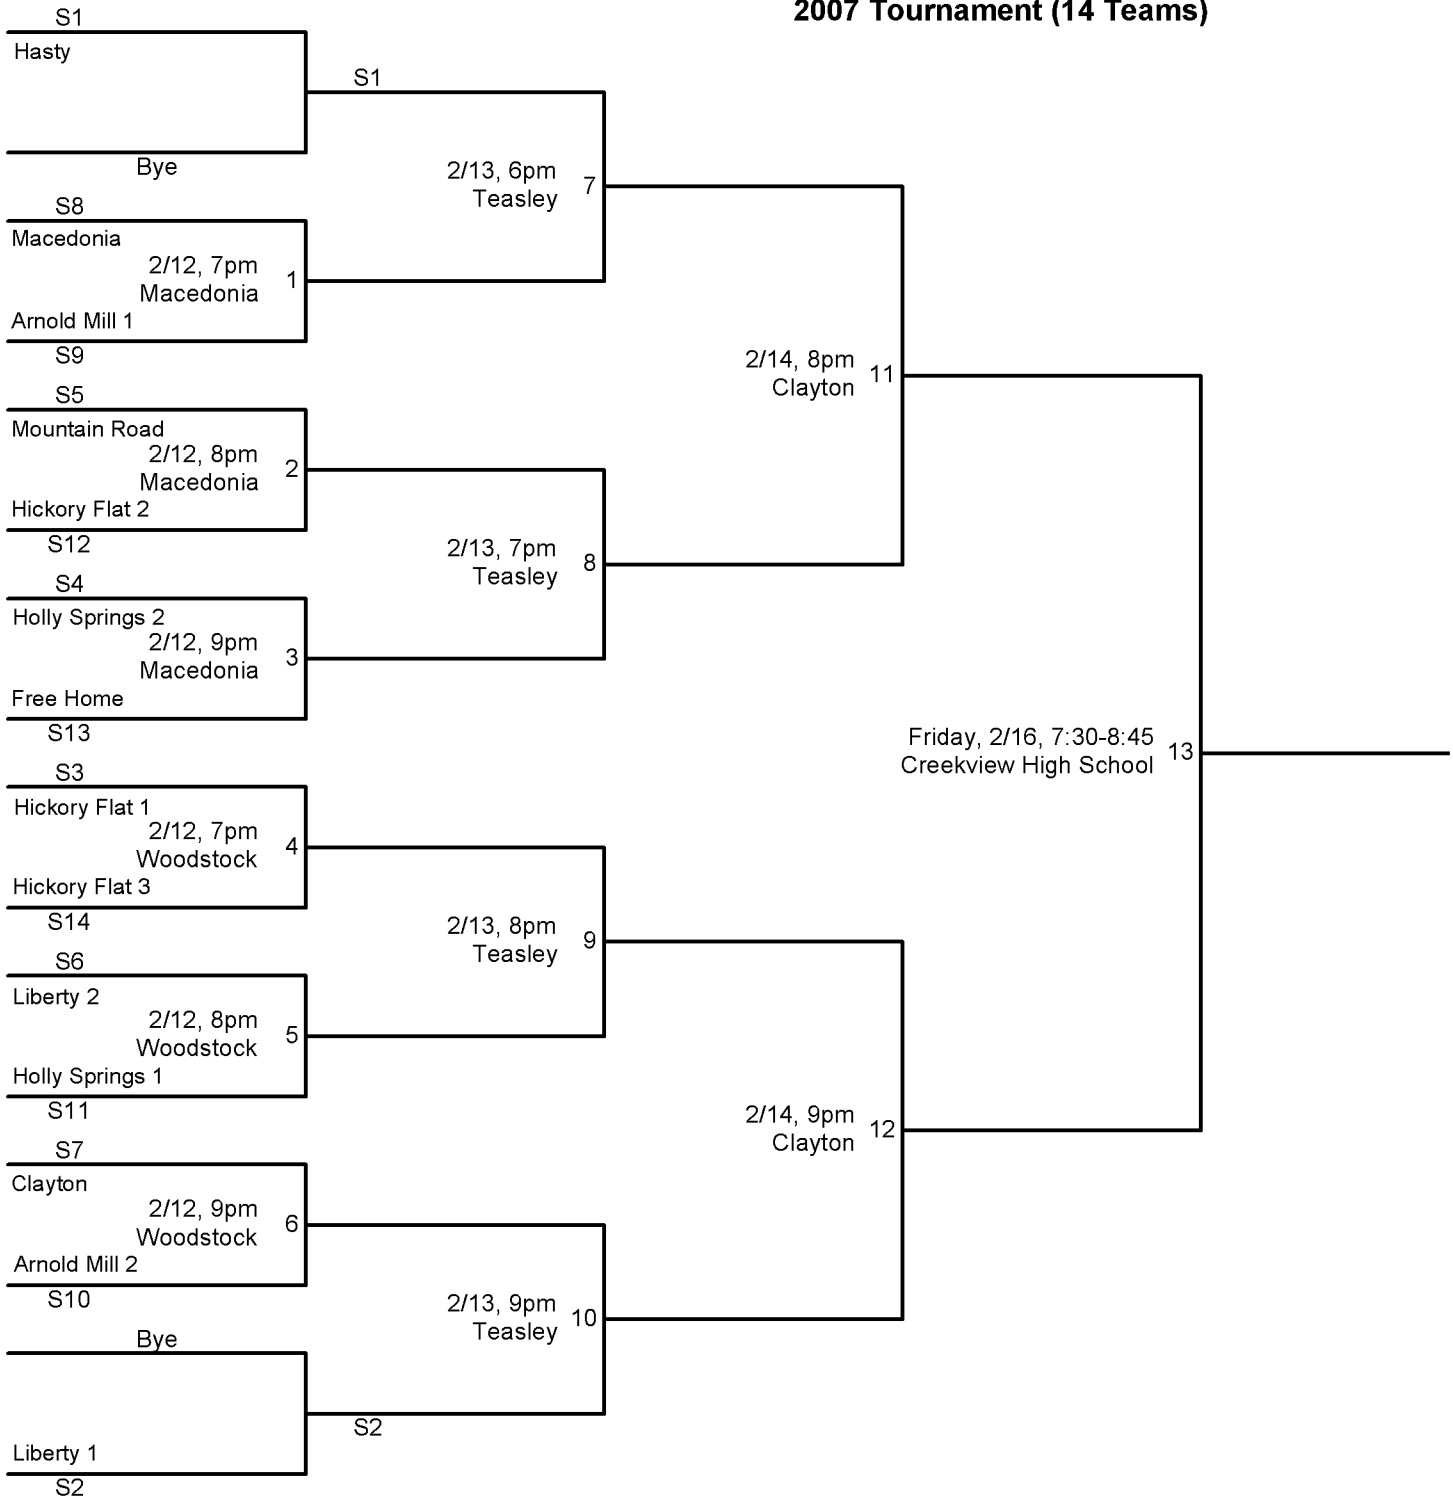 2007 Tournament (14 Teams)
S1
Hasty
S1
Bye
2/13, 6pm
Teasley
7
S8
Macedonia
2/12, 7pm
Macedonia
1
Arnold Mill 1
S9
2/14, 8pm
Clayton
11
S5
Mountain Road
2/12, 8pm
Macedonia
2
Hickory Flat 2
S12
2/13, 7pm
Teasley
8
S4
Holly Springs 2
2/12, 9pm
Macedonia
3
Free Home
S13
Friday, 2/16, 7:30-8:45
Creekview High School
13
S3
Hickory Flat 1
2/12, 7pm
Woodstock
4
Hickory Flat 3
S14
2/13, 8pm
Teasley
9
S6
Liberty 2
2/12, 8pm
Woodstock
5
Holly Springs 1
S11
2/14, 9pm
Clayton
12
S7
Clayton
2/12, 9pm
Woodstock
6
Arnold Mill 2
S10
2/13, 9pm
Teasley
10
Bye
S2
Liberty 1
S2